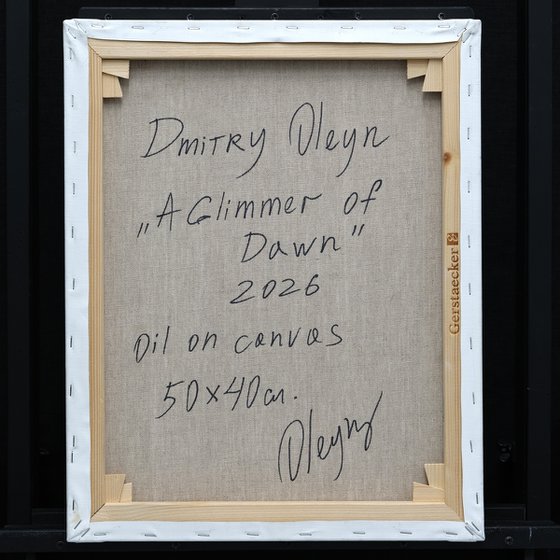 Dmitry Oleyn
„A Glimmer of
Dawn"
2026
Oil on canvas
50x40cm.
Oleyn
Gerstaecker